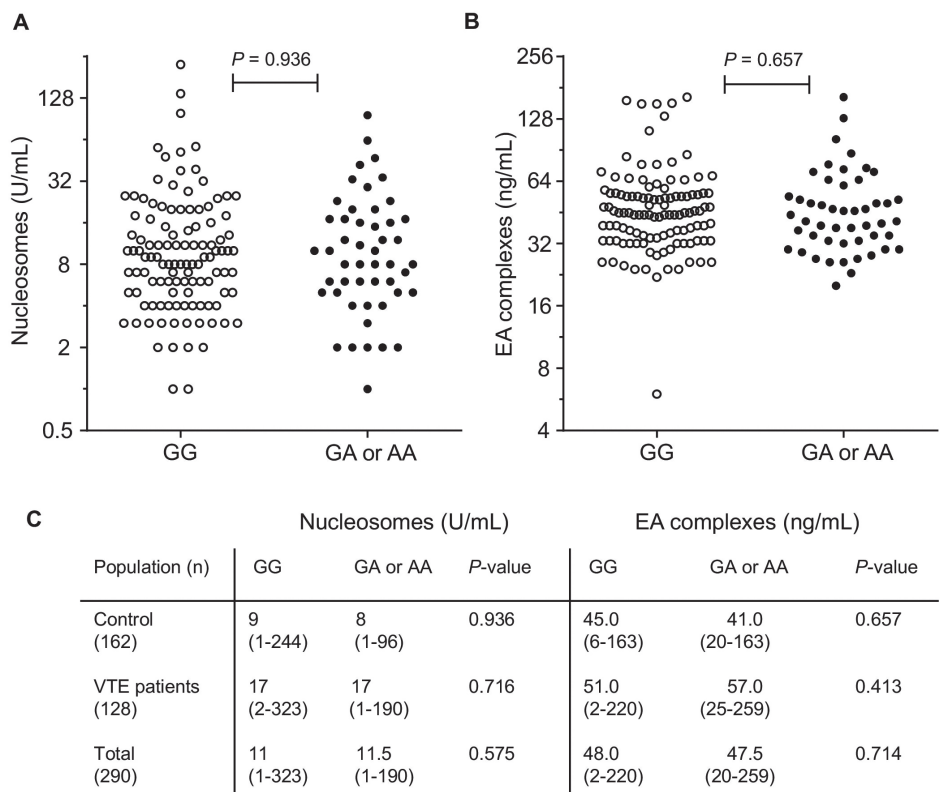 A
P = 0.936
Nucleosomes (U/mL)
128
32
8
2
0.5
GG
GA or AA
B
P = 0.657
EA complexes (ng/mL)
256
128
64
32
16
8
4
GG
GA or AA
C
Nucleosomes (U/mL) EA complexes (ng/mL)
Population (n) GG GA or AA P-value GG GA or AA P-value
Control 9 8 0.936 45.0 41.0 0.657
(162) (1-244) (1-96) (6-163) (20-163)
VTE patients 17 17 0.716 51.0 57.0 0.413
(128) (2-323) (1-190) (2-220) (25-259)
Total 11 11.5 0.575 48.0 47.5 0.714
(290) (1-323) (1-190) (2-220) (20-259)